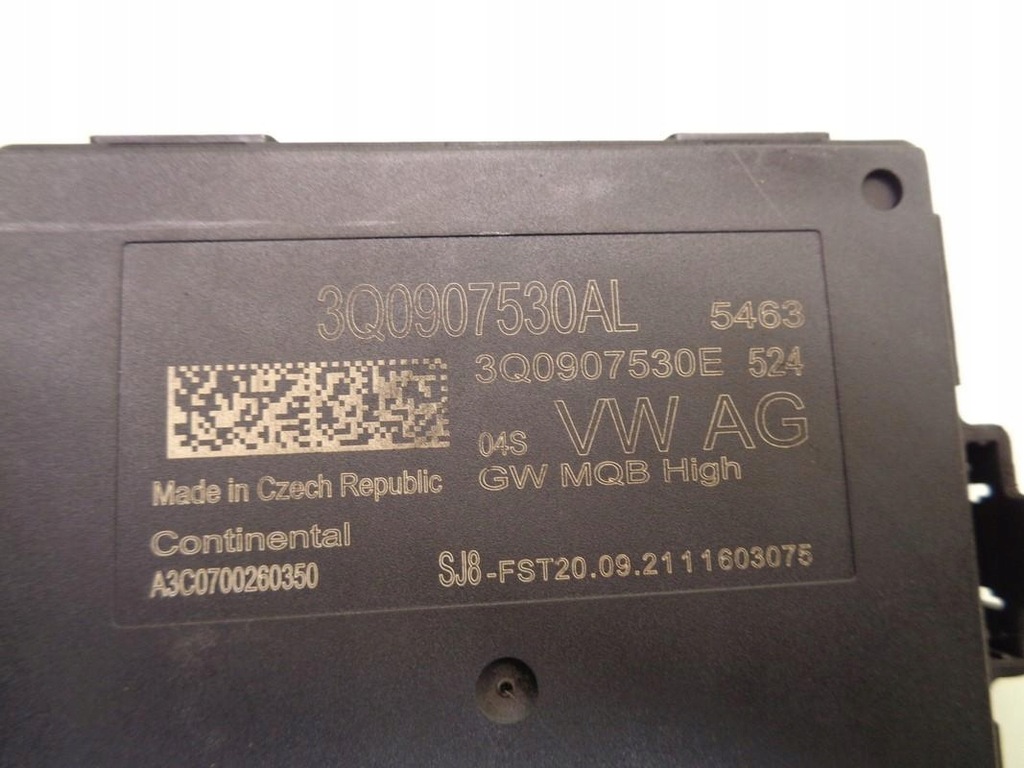 3Q0907530AL 5463
3Q0907530E 524
04S VW AG
GW MQB High
Made in Czech Republic
Continental
A3C0700260350
SJ8-FST20.09.2111603075